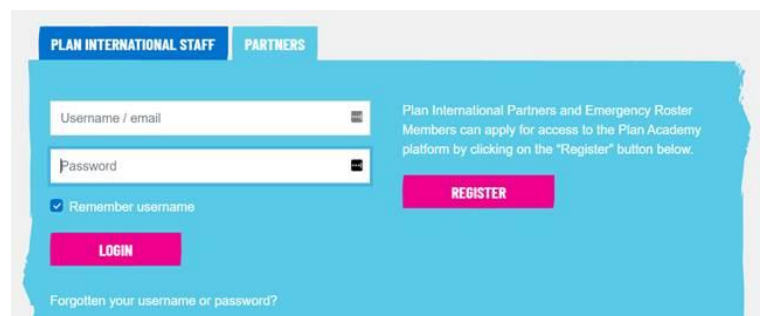 PLAN INTERNATIONAL STAFF
PARTNERS
Username / email
Password
Remember username
LOGIN
Forgotten your username or password?
Plan International Partners and Emergency Roster
Members can apply for access to the Plan Academy
platform by clicking on the "Register" button below.
REGISTER